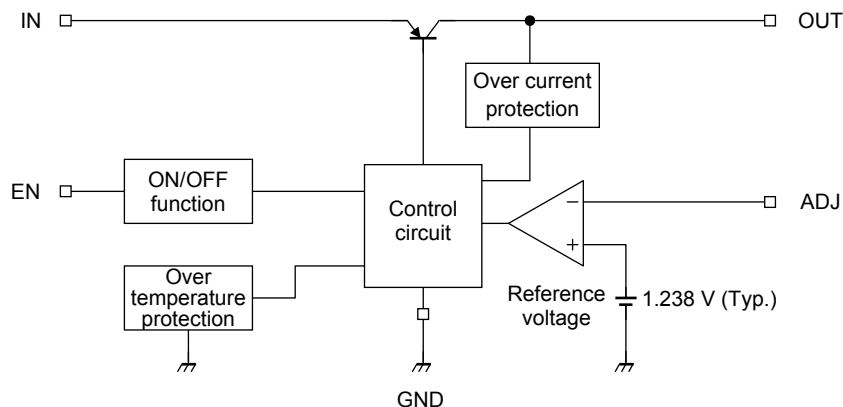 IN
OUT
Over current
protection
EN
ON/OFF
function
Control
circuit
−
+
ADJ
Over
temperature
protection
Reference
voltage
1.238 V (Typ.)
GND